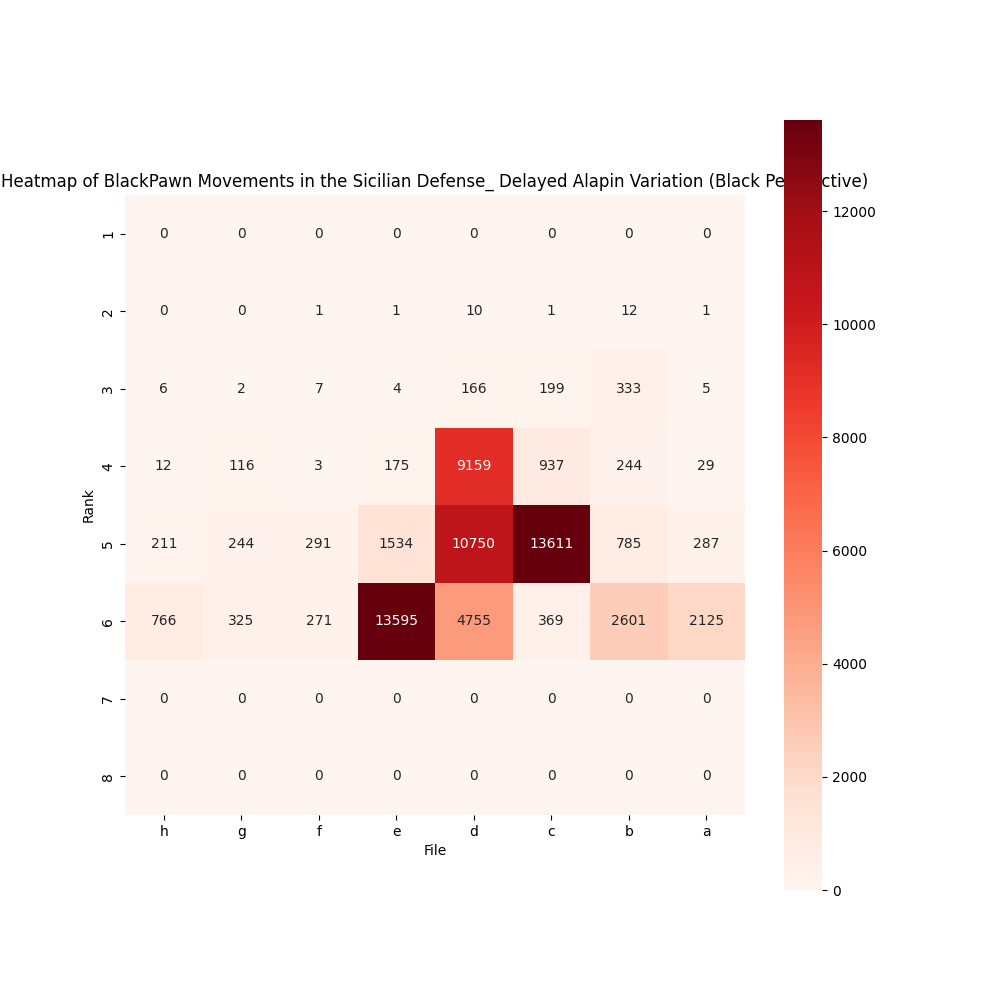 Heatmap of BlackPawn Movements in the Sicilian Defense_ Delayed Alapin Variation (Black Pe ctive)
12000
10000
8000
6000
4000
2000
0
Rank
1 0 0 0 0 0 0 0 0
2 0 0 1 1 10 1 12 1
3 6 2 7 4 166 199 333 5
4 12 116 3 175 9159 937 244 29
5 211 244 291 1534 10750 13611 785 287
6 766 325 271 13595 4755 369 2601 2125
7 0 0 0 0 0 0 0 0
8 0 0 0 0 0 0 0 0
h g f e d c b a
File